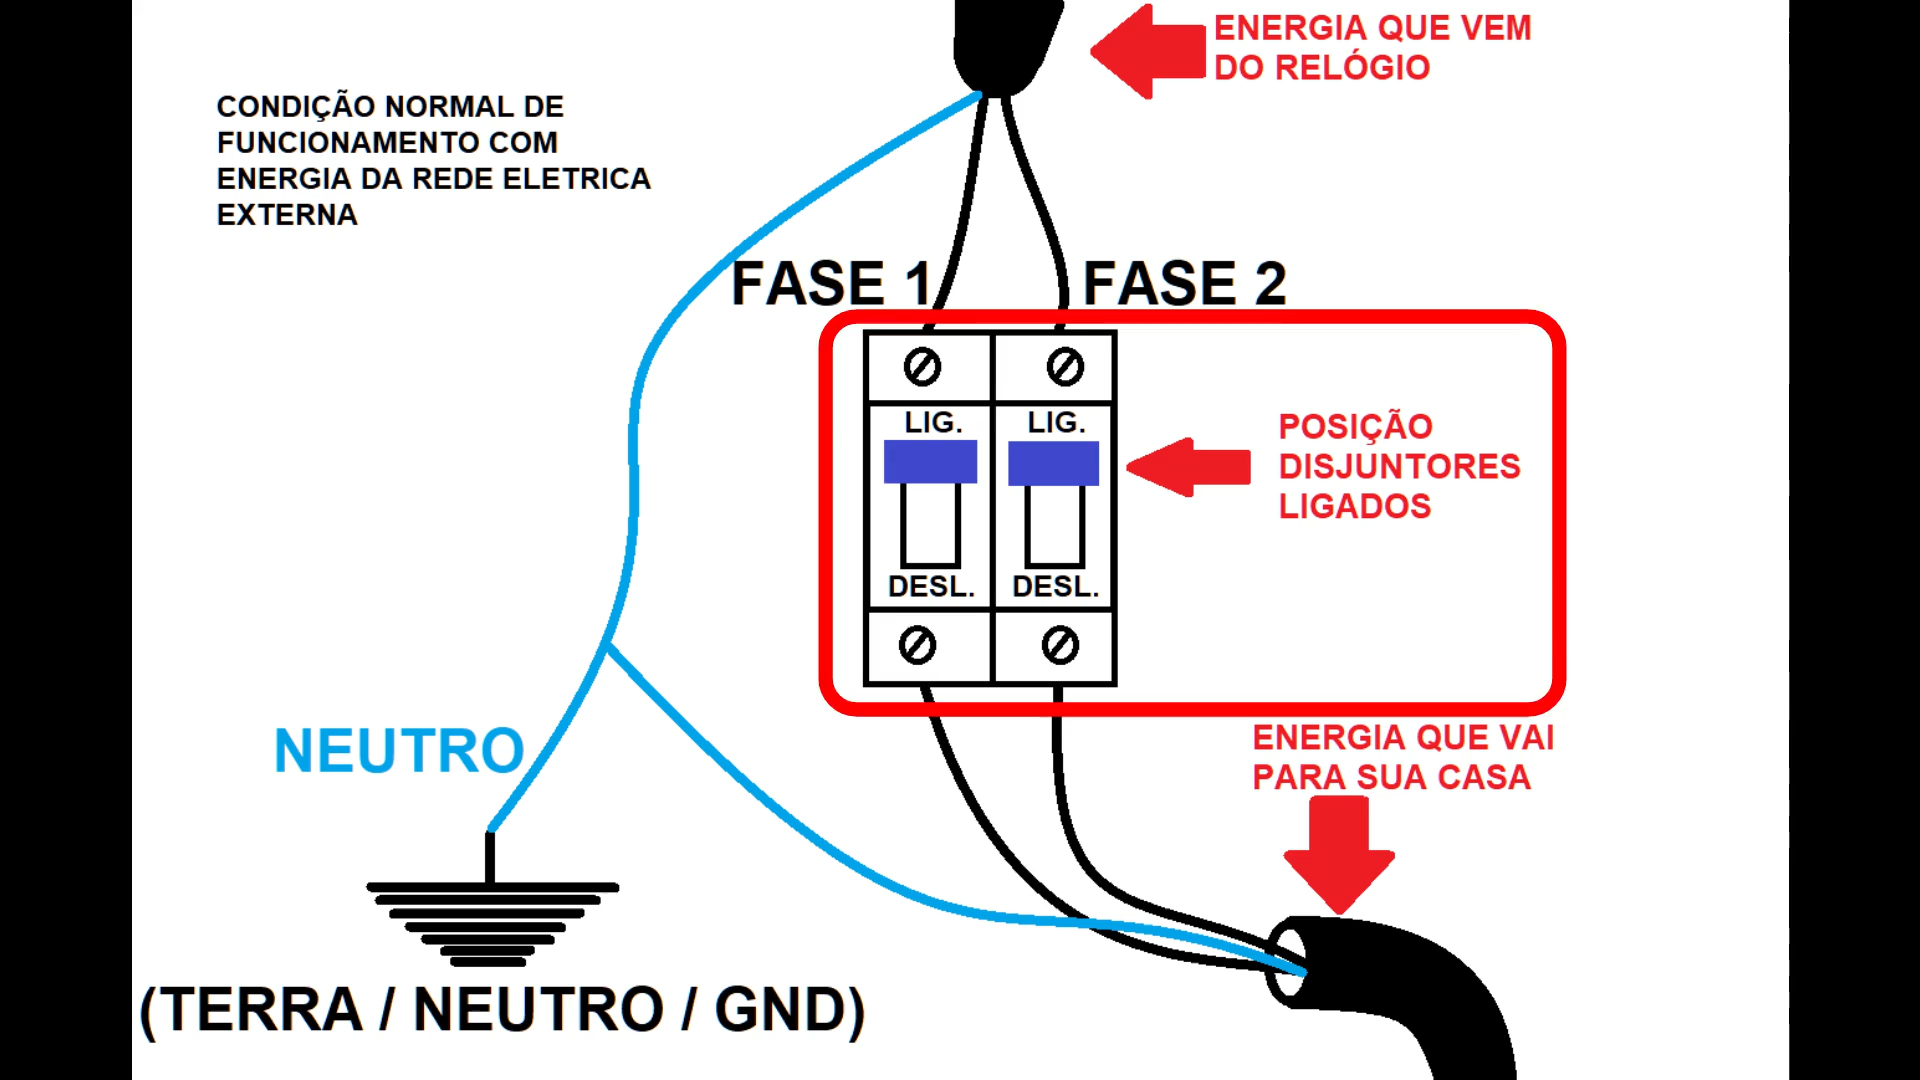 ENERGIA QUE VEM
DO RELÓGIO
CONDIÇÃO NORMAL DE
FUNCIONAMENTO COM
ENERGIA DA REDE ELETRICA
EXTERNA
FASE 1
FASE 2
LIG.
LIG.
POSIÇÃO
DISJUNTORES
LIGADOS
DESL.
DESL.
NEUTRO
ENERGIA QUE VAI
PARA SUA CASA
(TERRA / NEUTRO / GND)